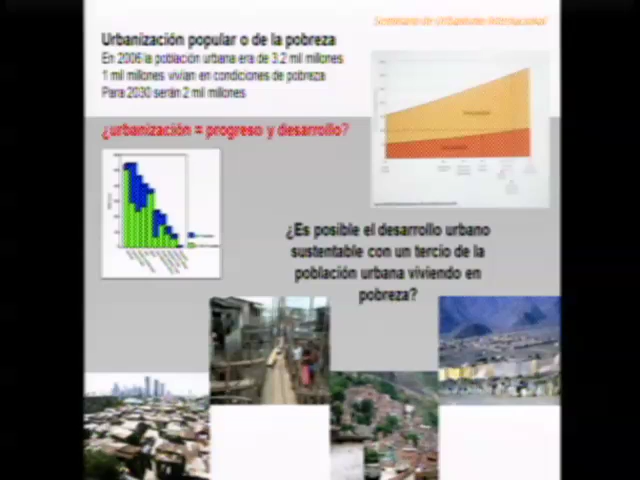 Seminario de Urbanismo Internacional
Urbanización popular o de la pobreza
En 2006 la población urbana era de 3.2 mil millones
1 mil millones vivían en condiciones de pobreza
Para 2030 serán 2 mil millones
¿urbanización = progreso y desarrollo?
¿Es posible el desarrollo urbano
sustentable con un tercio de la
población urbana viviendo en
pobreza?